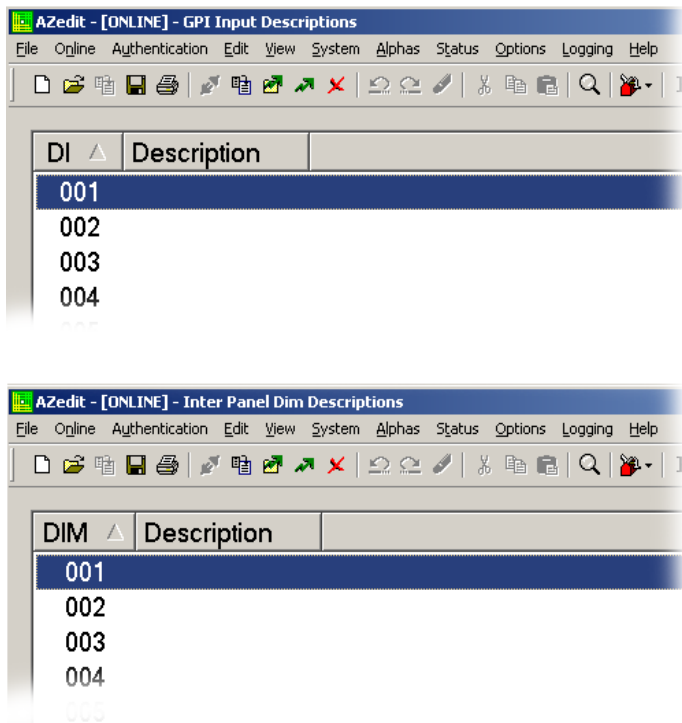 AZedit - [ONLINE] - GPI Input Descriptions
File Online Authentication Edit View System Alphas Status Options Logging Help
DI Description
001
002
003
004
005
AZedit - [ONLINE] - Inter Panel Dim Descriptions
File Online Authentication Edit View System Alphas Status Options Logging Help
DIM Description
001
002
003
004
005